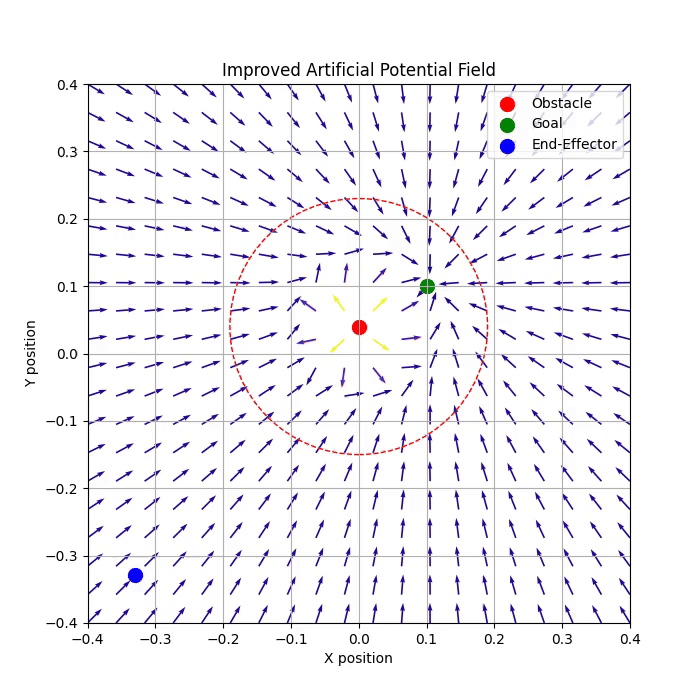 Improved Artificial Potential Field
Obstacle
Goal
End-Effector
0.4
0.3
0.2
0.1
0.0
−0.1
−0.2
−0.3
−0.4
Y position
−0.4 −0.3 −0.2 −0.1 0.0 0.1 0.2 0.3 0.4
X position